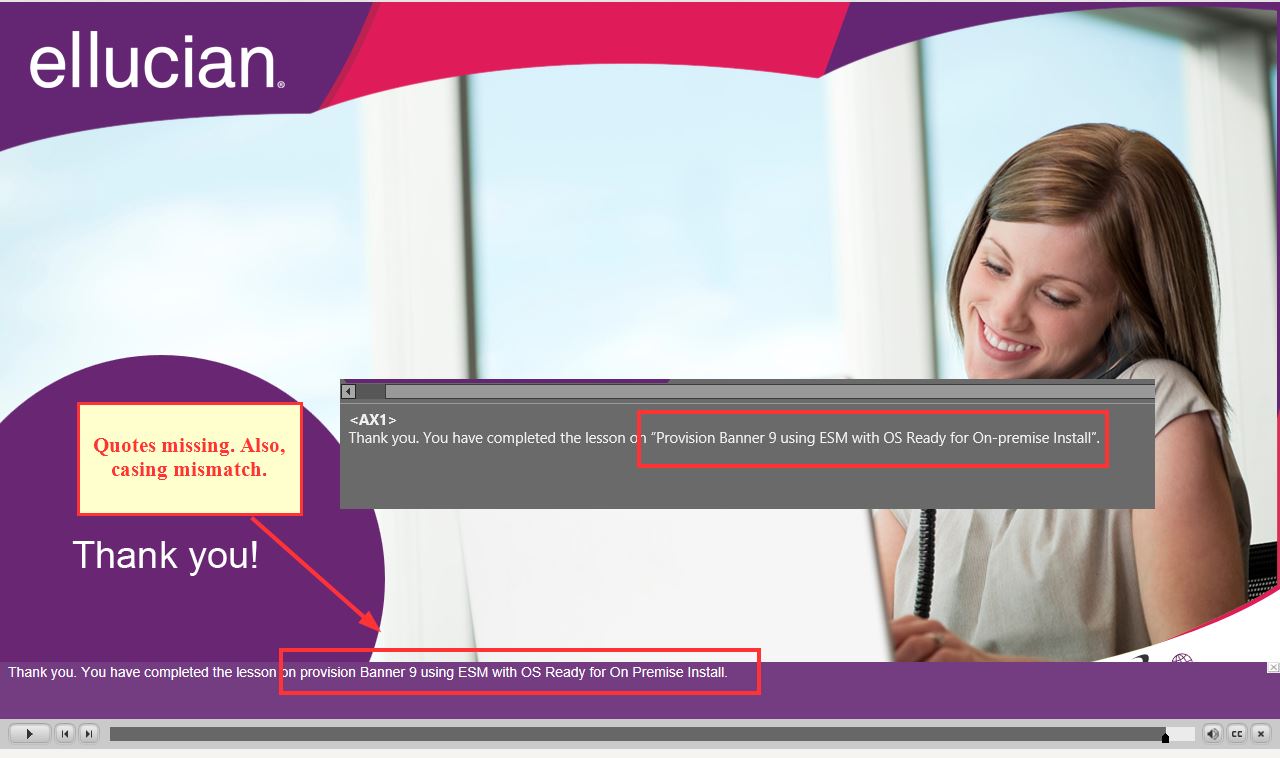 ellucian®
<AX1>
Thank you. You have completed the lesson on “Provision Banner 9 using ESM with OS Ready for On-premise Install”.
Quotes missing. Also,
casing mismatch.
Thank you!
Thank you. You have completed the lesson on provision Banner 9 using ESM with OS Ready for On Premise Install.
CC